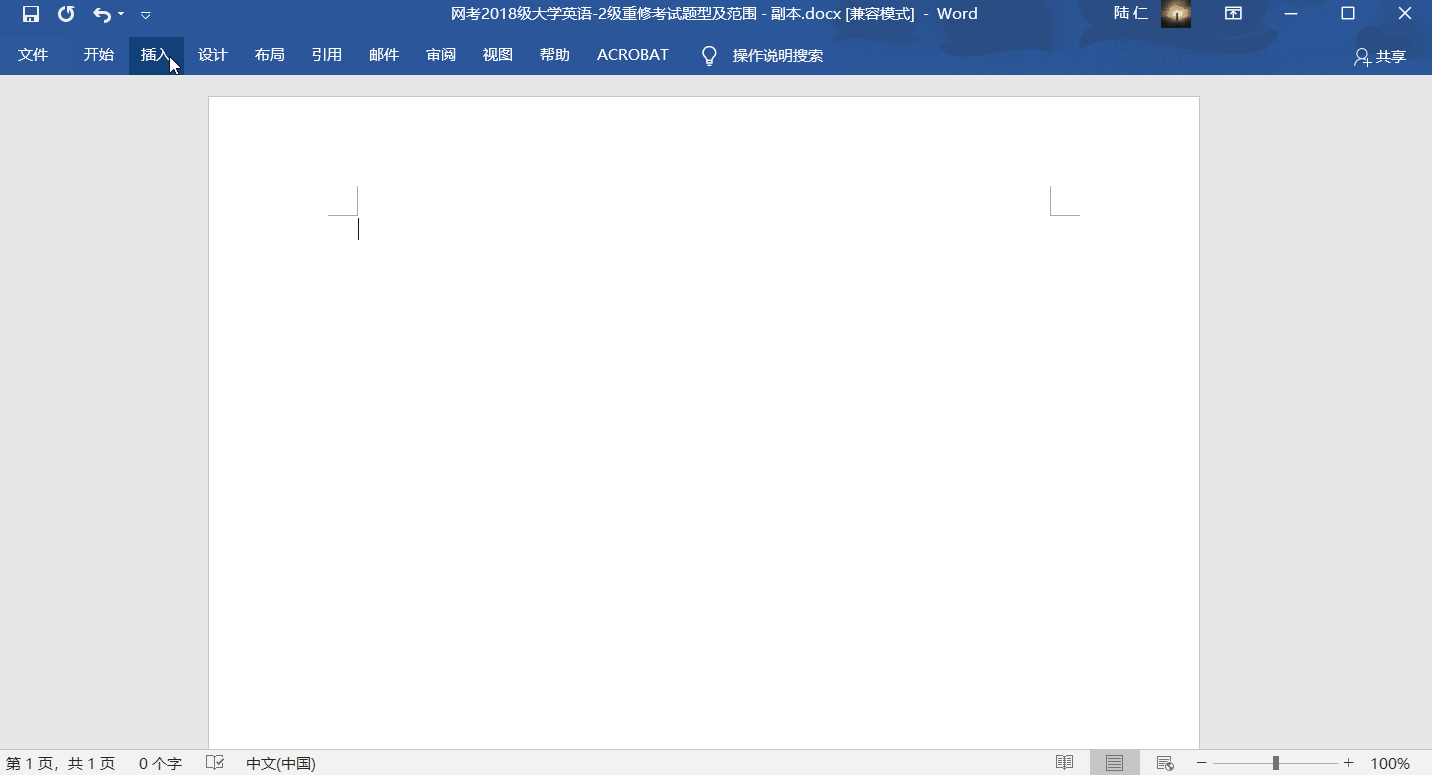 网考2018级大学英语-2级重修考试题型及范围 - 副本.docx [兼容模式] - Word 陆 仁
文件 开始 插入 设计 布局 引用 邮件 审阅 视图 帮助 ACROBAT 操作说明搜索 共享
第 1 页，共 1 页 0 个字 中文(中国) 100%